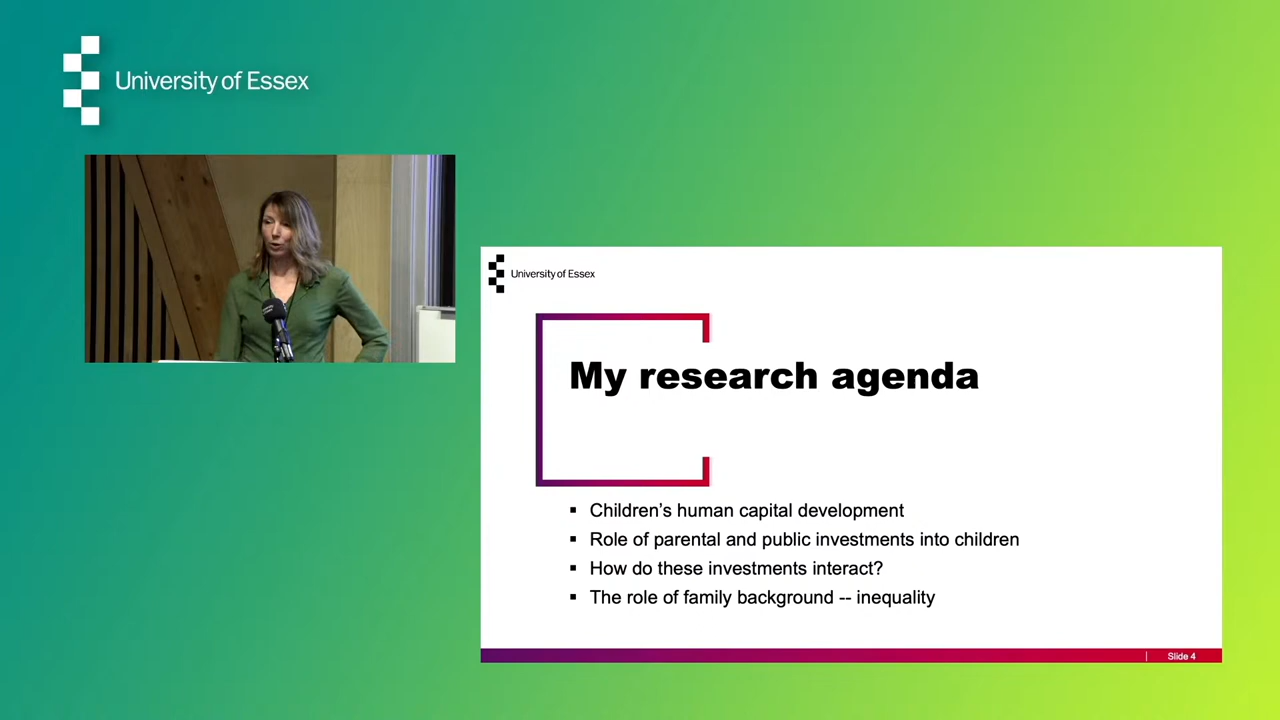 University of Essex
University of Essex
My research agenda
▪ Children's human capital development
▪ Role of parental and public investments into children
▪ How do these investments interact?
▪ The role of family background -- inequality
Slide 4